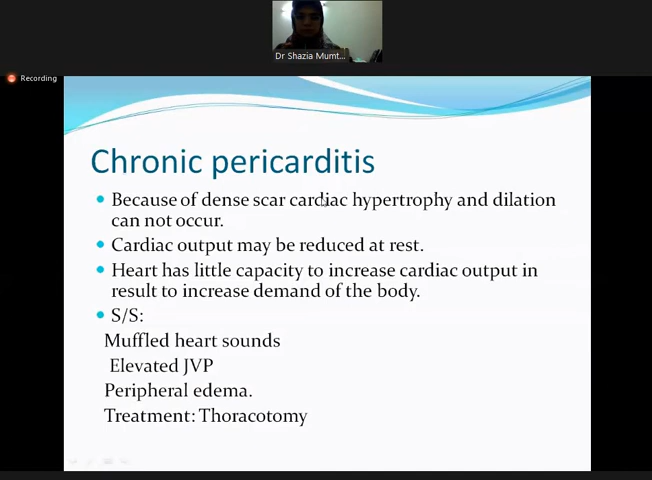 Dr Shazia Mumt...
Recording
Chronic pericarditis
Because of dense scar cardiac hypertrophy and dilation
can not occur.
Cardiac output may be reduced at rest.
Heart has little capacity to increase cardiac output in
result to increase demand of the body.
S/S:
Muffled heart sounds
Elevated JVP
Peripheral edema.
Treatment: Thoracotomy